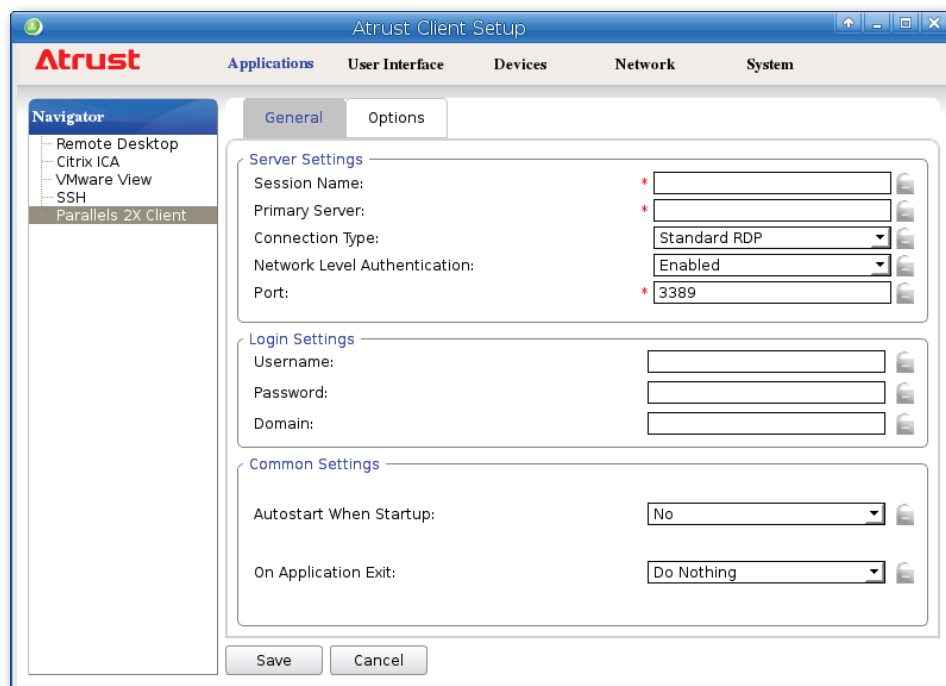 Atrust Client Setup
Atrust
Applications User Interface Devices Network System
Navigator
Remote Desktop
Citrix ICA
VMware View
SSH
Parallels 2X Client
General Options
Server Settings
Session Name: *
Primary Server: *
Connection Type: Standard RDP
Network Level Authentication: Enabled
Port: * 3389
Login Settings
Username:
Password:
Domain:
Common Settings
Autostart When Startup: No
On Application Exit: Do Nothing
Save Cancel